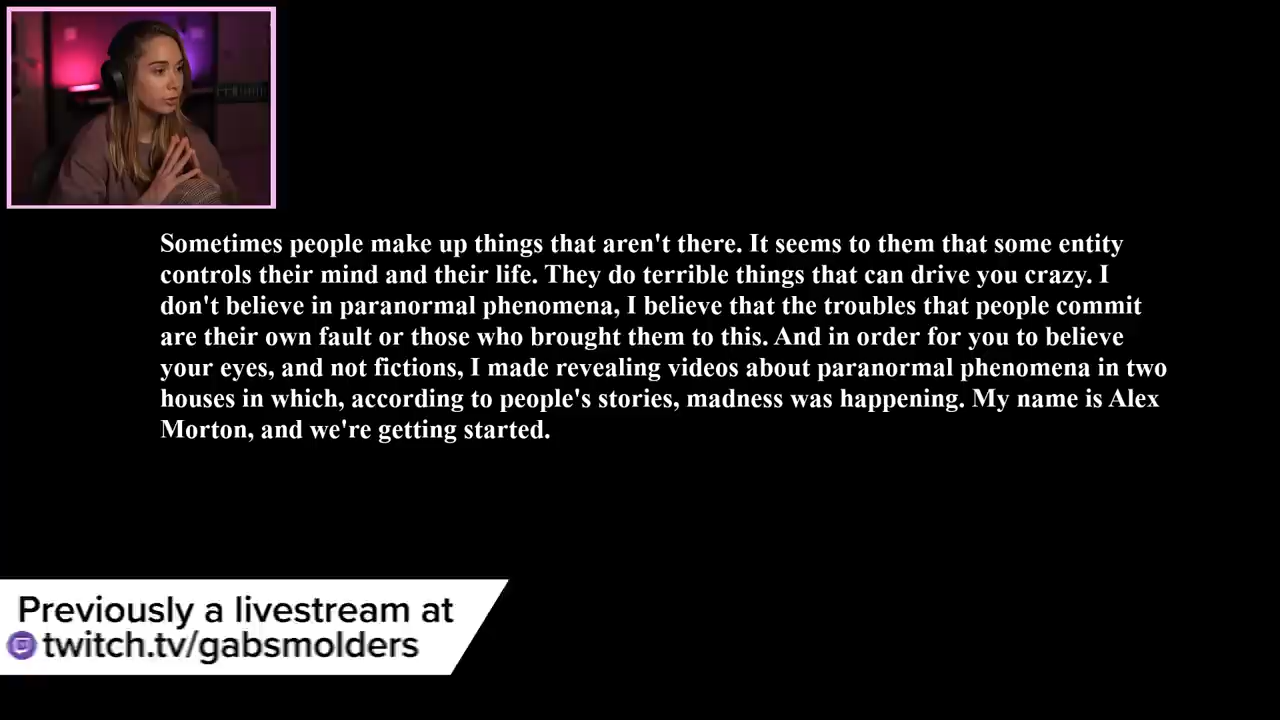 Sometimes people make up things that aren't there. It seems to them that some entity
controls their mind and their life. They do terrible things that can drive you crazy. I
don't believe in paranormal phenomena, I believe that the troubles that people commit
are their own fault or those who brought them to this. And in order for you to believe
your eyes, and not fictions, I made revealing videos about paranormal phenomena in two
houses in which, according to people's stories, madness was happening. My name is Alex
Morton, and we're getting started.
Previously a livestream at
twitch.tv/gabsmolders